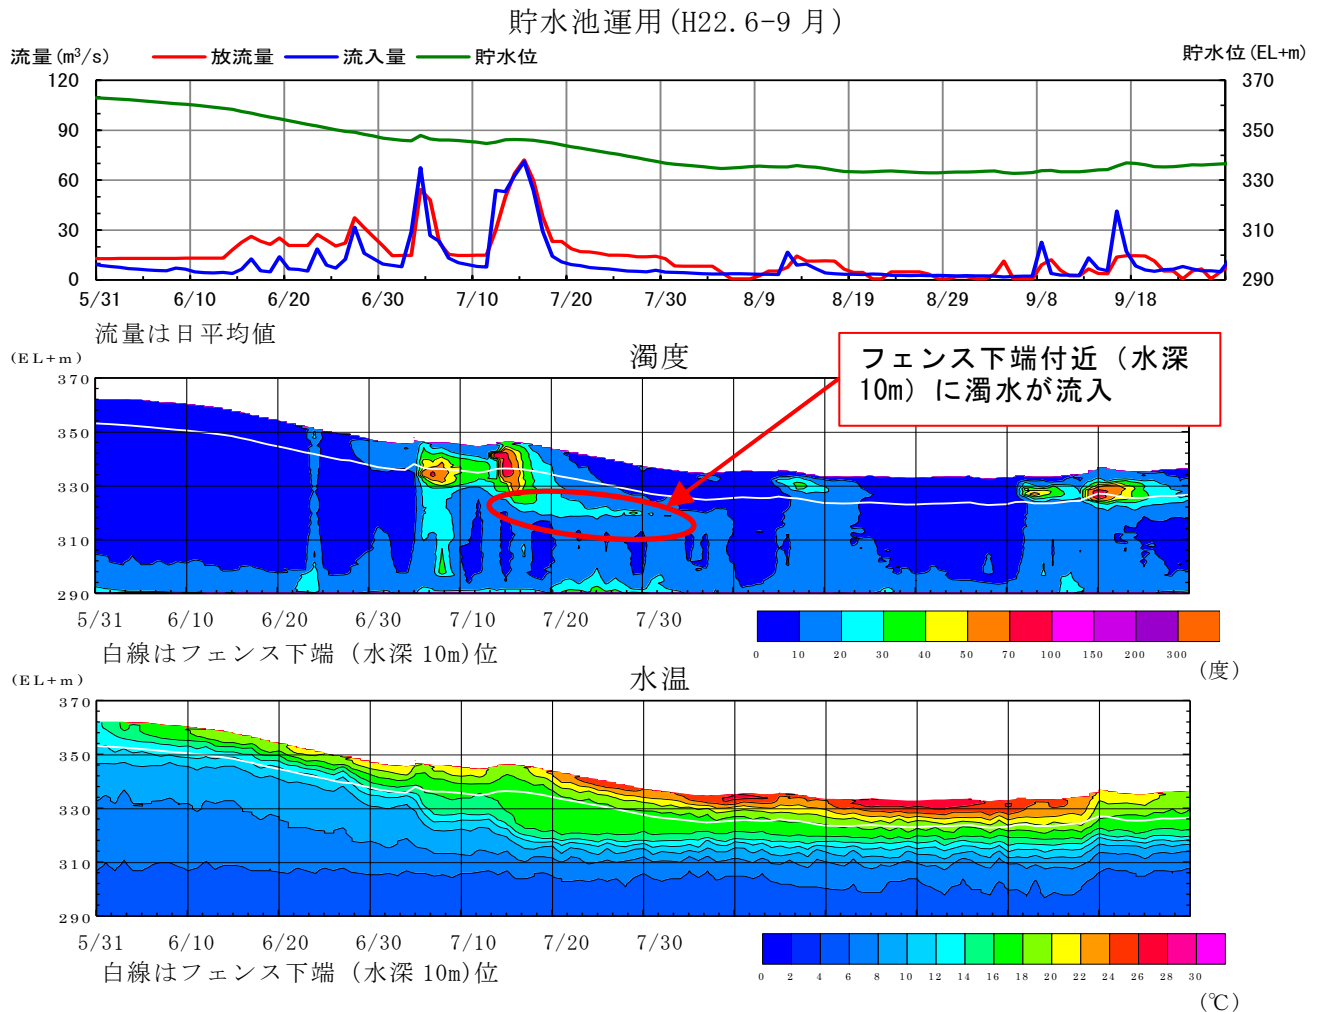 貯水池運用(H22.6-9月)
流量(m³/s) 放流量 流入量 貯水位 貯水位(EL+m)
120 370
90 350
60 330
30 310
0 290
5/31 6/10 6/20 6/30 7/10 7/20 7/30 8/9 8/19 8/29 9/8 9/18
流量は日平均値
(EL+m) 濁度
フェンス下端付近(水深
10m)に濁水が流入
370
350
330
310
290
5/31 6/10 6/20 6/30 7/10 7/20 7/30
0 10 20 30 40 50 70 100 150 200 300
(度)
白線はフェンス下端(水深 10m)位
(EL+m) 水温
370
350
330
310
290
5/31 6/10 6/20 6/30 7/10 7/20 7/30
0 2 4 6 8 10 12 14 16 18 20 22 24 26 28 30
(℃)
白線はフェンス下端(水深 10m)位